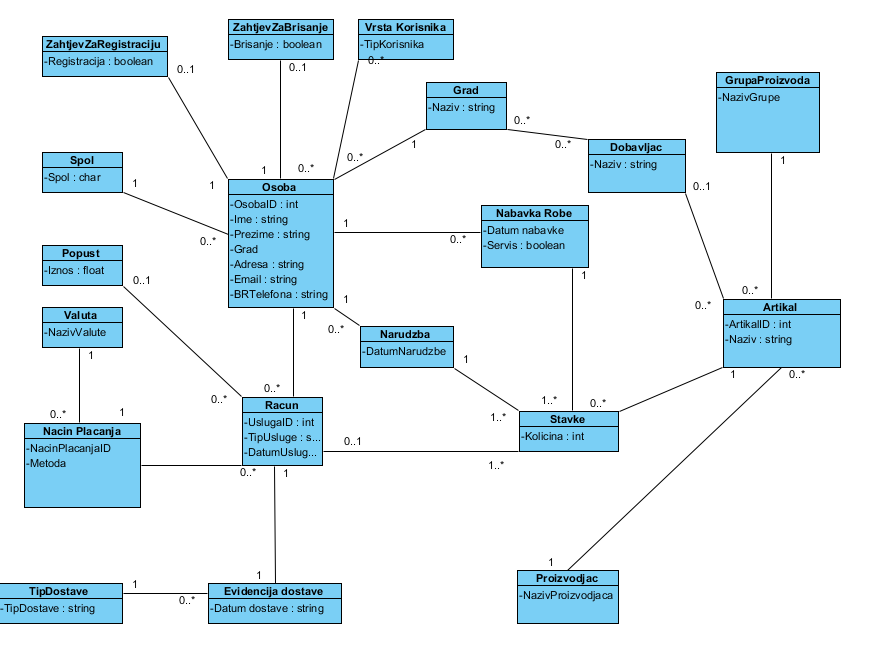 ZahtjevZaRegistraciju
-Registracija : boolean
0..1
ZahtjevZaBrisanje
-Brisanje : boolean
0..1
Vrsta Korisnika
-TipKorisnika
0..*
Grad
-Naziv : string
0..*
1
GrupaProizvoda
-NazivGrupe
1
Dobavljac
-Naziv : string
0..*
0..1
Spol
-Spol : char
1
0..*
1
1
0..*
0..*
Osoba
-OsobaID : int
-Ime : string
-Prezime : string
-Grad
-Adresa : string
-Email : string
-BRTelefona : string
1
0..*
1
0..*
1
Nabavka Robe
-Datum nabavke
-Servis : boolean
1
Popust
-Iznos : float
0..1
0..*
Valuta
-NazivValute
1
0..*
Narudzba
-DatumNarudzbe
1
1..*
0..*
0..*
Artikal
-ArtikalID : int
-Naziv : string
1
0..*
Nacin Placanja
-NacinPlacanjaID
-Metoda
1
0..*
0..*
Racun
-UslugaID : int
-TipUsluge : s...
-DatumUslug...
1
0..1
1..*
1..*
0..*
Stavke
-Kolicina : int
TipDostave
-TipDostave : string
1
0..*
1
Evidencija dostave
-Datum dostave : string
1
Proizvodjac
-NazivProizvodjaca